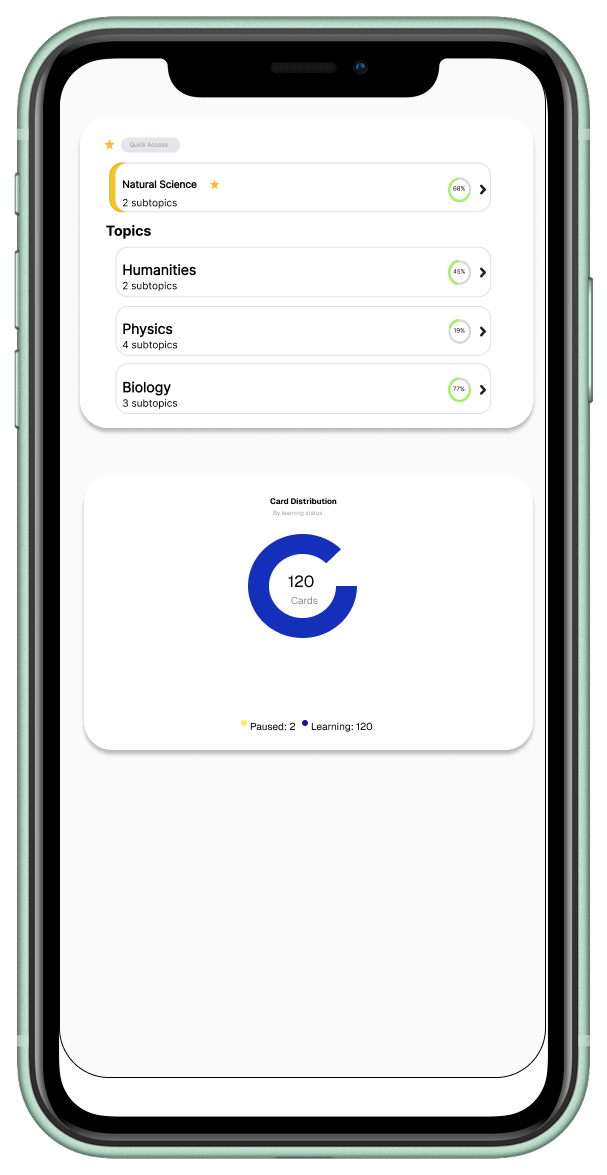 Quick Access
Natural Science
2 subtopics
68%
Topics
Humanities
2 subtopics
45%
Physics
4 subtopics
19%
Biology
3 subtopics
77%
Card Distribution
By learning status
120
Cards
Paused: 2 Learning: 120